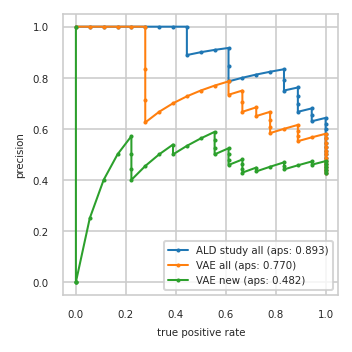 1.0
0.8
0.6
0.4
0.2
0.0
precision
0.0 0.2 0.4 0.6 0.8 1.0
true positive rate
ALD study all (aps: 0.893)
VAE all (aps: 0.770)
VAE new (aps: 0.482)